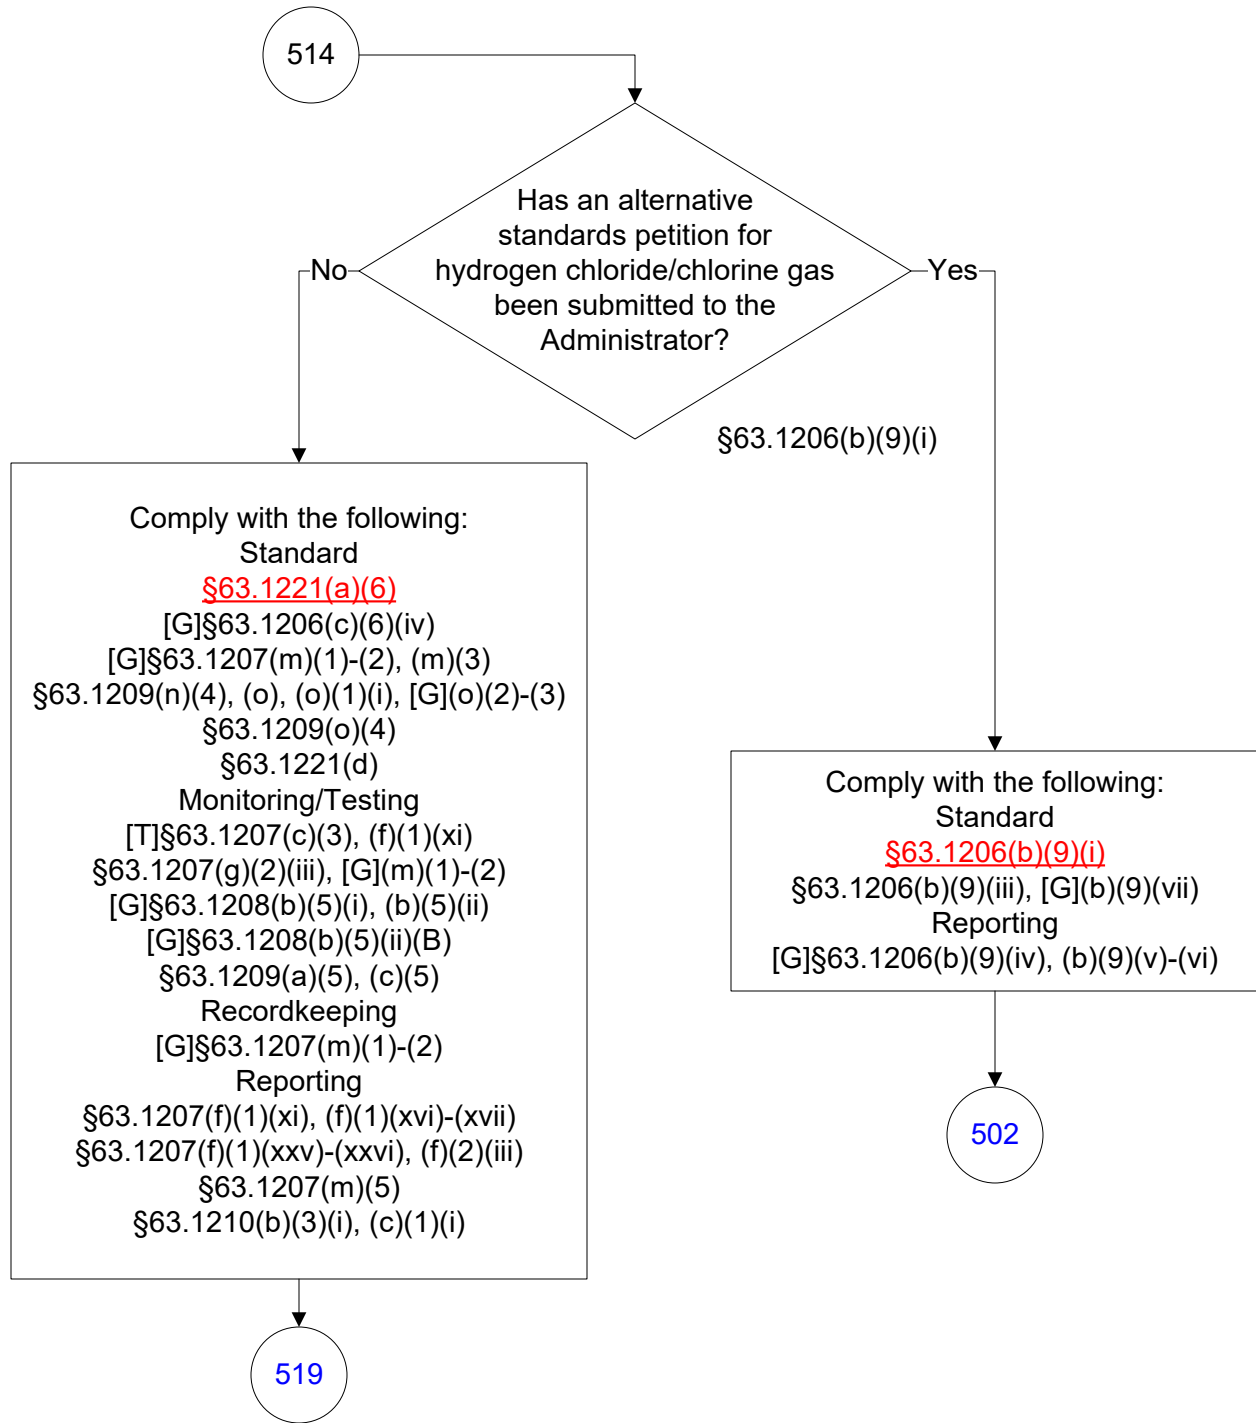 514
Has an alternative
standards petition for
hydrogen chloride/chlorine gas
been submitted to the
Administrator?
No
Yes
§63.1206(b)(9)(i)
Comply with the following:
Standard
§63.1221(a)(6)
[G]§63.1206(c)(6)(iv)
[G]§63.1207(m)(1)-(2), (m)(3)
§63.1209(n)(4), (o), (o)(1)(i), [G](o)(2)-(3)
§63.1209(o)(4)
§63.1221(d)
Monitoring/Testing
[T]§63.1207(c)(3), (f)(1)(xi)
§63.1207(g)(2)(iii), [G](m)(1)-(2)
[G]§63.1208(b)(5)(i), (b)(5)(ii)
[G]§63.1208(b)(5)(ii)(B)
§63.1209(a)(5), (c)(5)
Recordkeeping
[G]§63.1207(m)(1)-(2)
Reporting
§63.1207(f)(1)(xi), (f)(1)(xvi)-(xvii)
§63.1207(f)(1)(xxv)-(xxvi), (f)(2)(iii)
§63.1207(m)(5)
§63.1210(b)(3)(i), (c)(1)(i)
519
Comply with the following:
Standard
§63.1206(b)(9)(i)
§63.1206(b)(9)(iii), [G](b)(9)(vii)
Reporting
[G]§63.1206(b)(9)(iv), (b)(9)(v)-(vi)
502